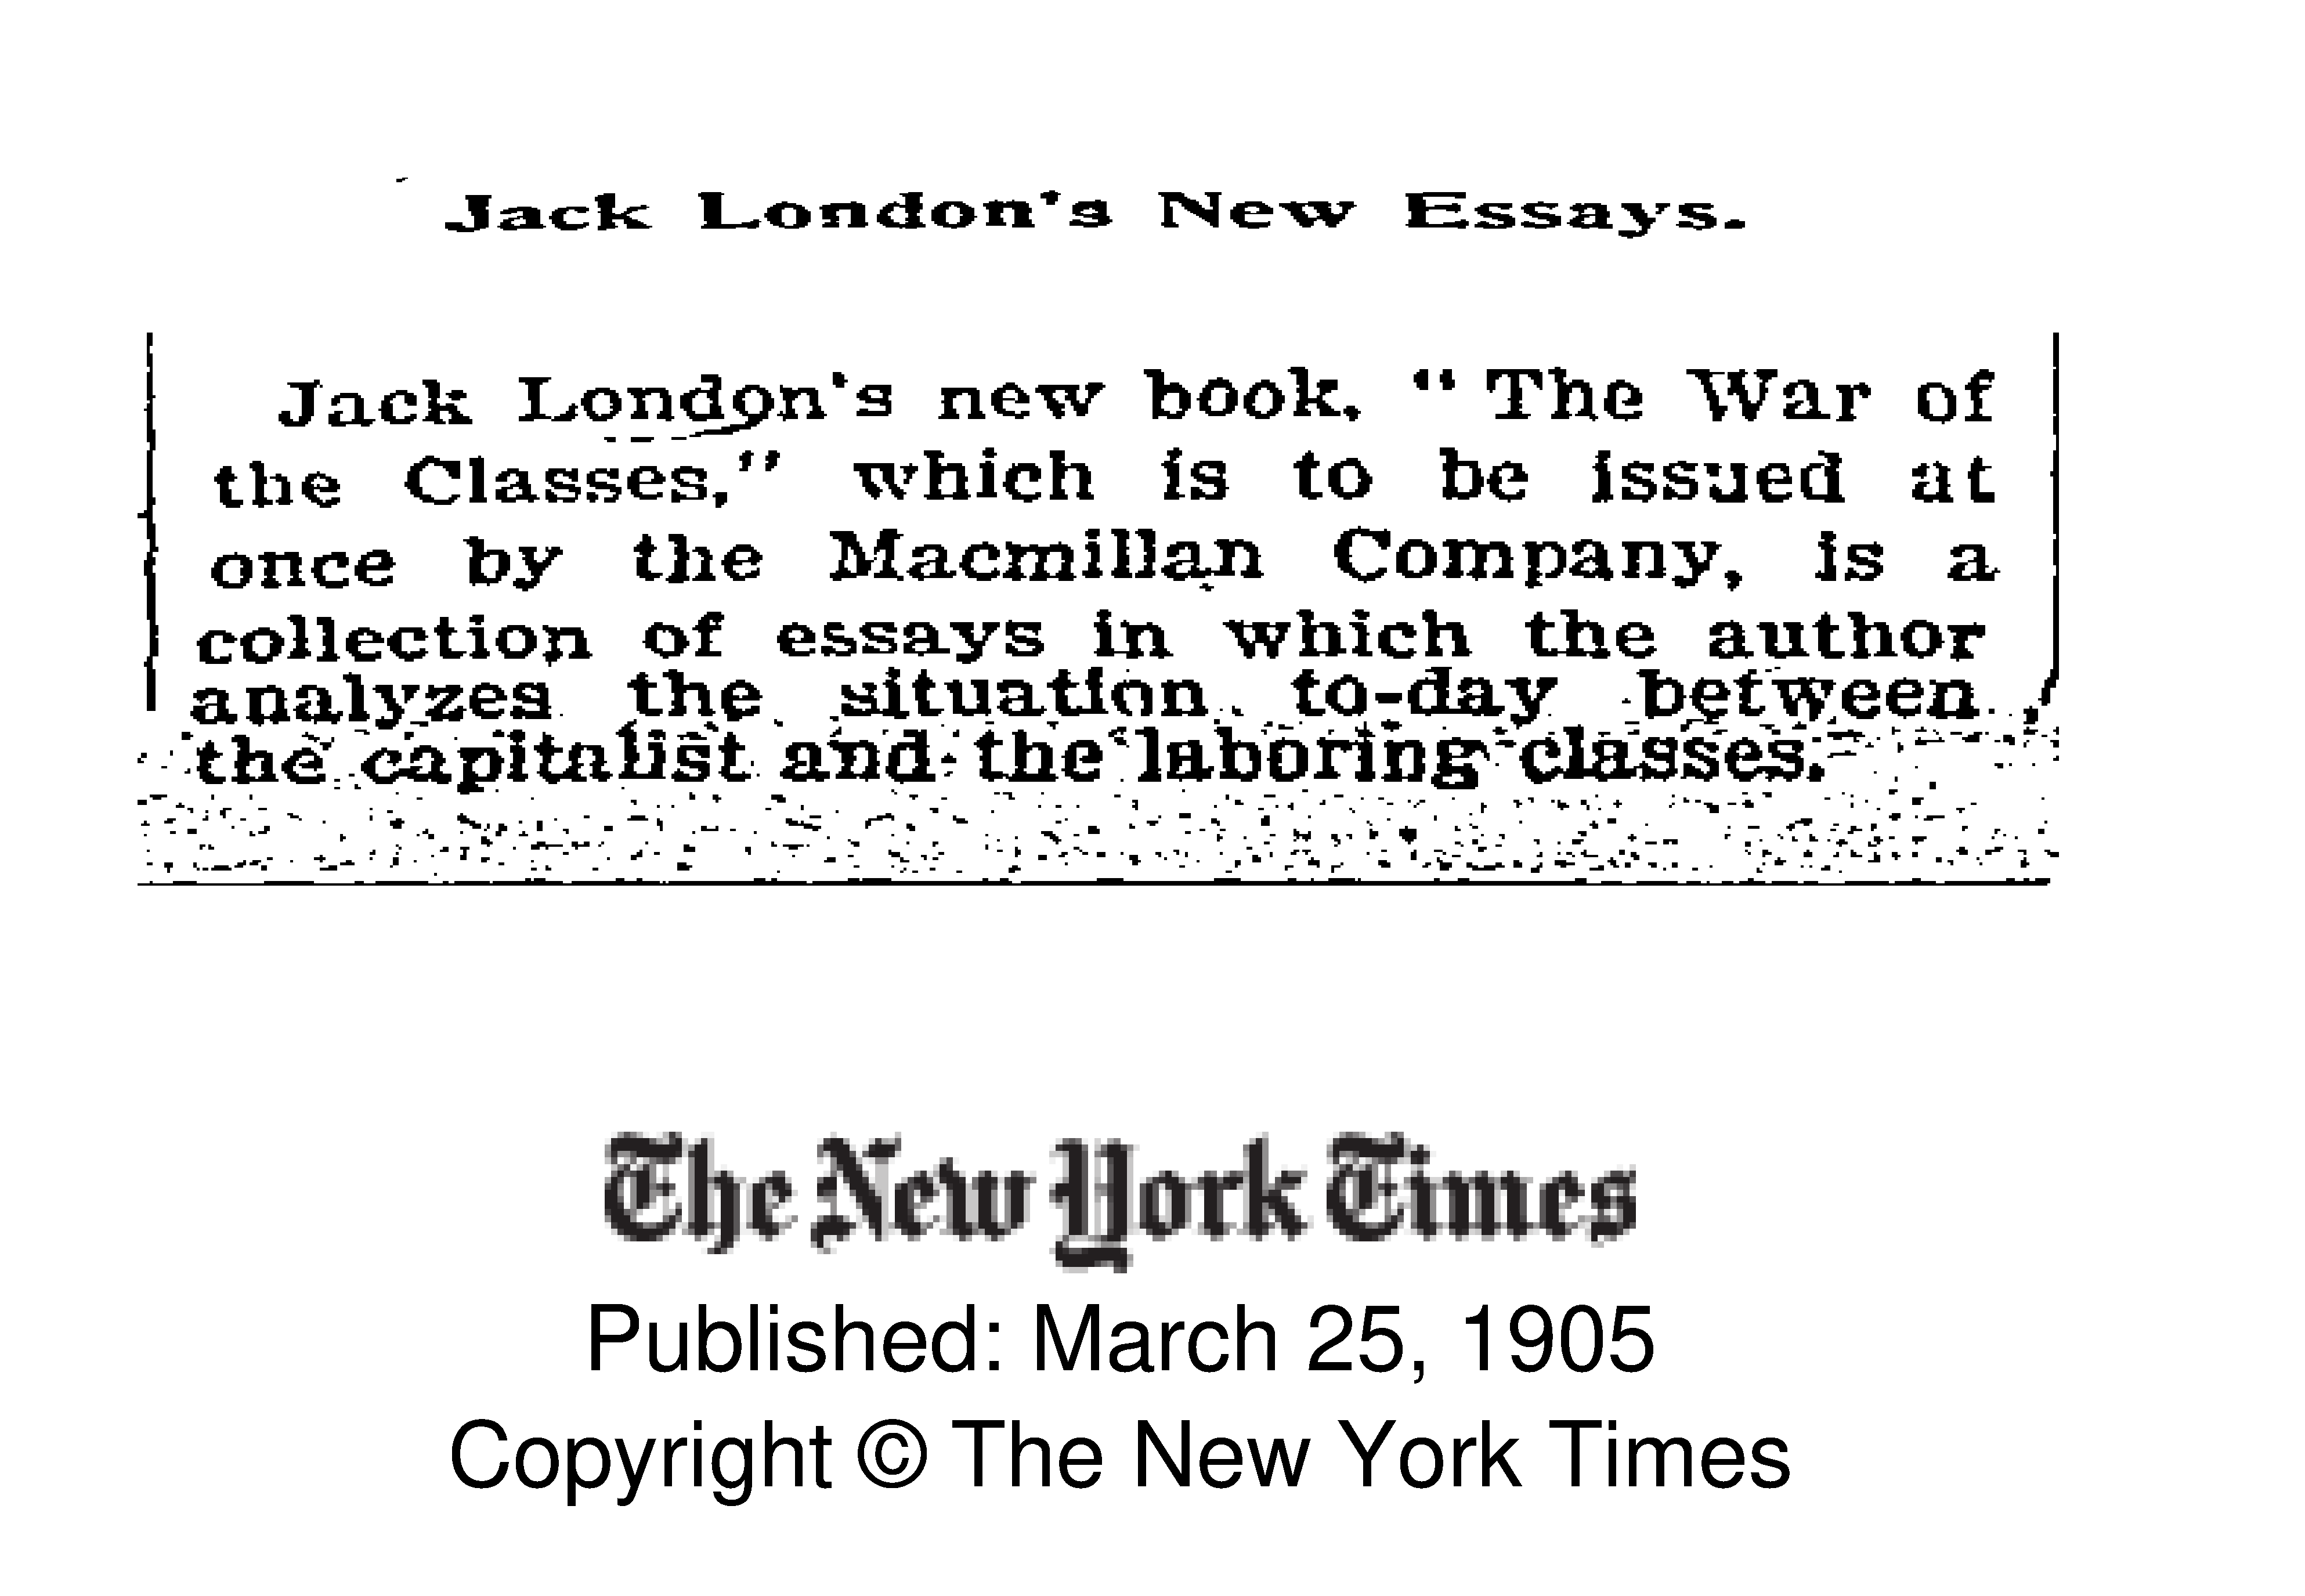 Jack London's New Essays.
Jack London's new book, "The War of
the Classes," which is to be issued at
once by the Macmillan Company, is a
collection of essays in which the author
analyzes the situation to-day between
the capitalist and the laboring classes.
The New York Times
Published: March 25, 1905
Copyright © The New York Times